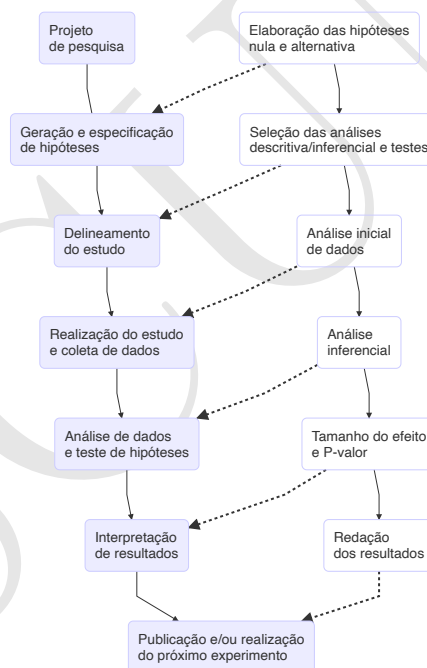 Projeto
de pesquisa
Elaboração das hipóteses
nula e alternativa
Geração e especificação
de hipóteses
Seleção das análises
descritiva/inferencial e testes
Delineamento
do estudo
Análise inicial
de dados
Realização do estudo
e coleta de dados
Análise
inferencial
Análise de dados
e teste de hipóteses
Tamanho do efeito
e P-valor
Interpretação
de resultados
Redação
dos resultados
Publicação e/ou realização
do próximo experimento